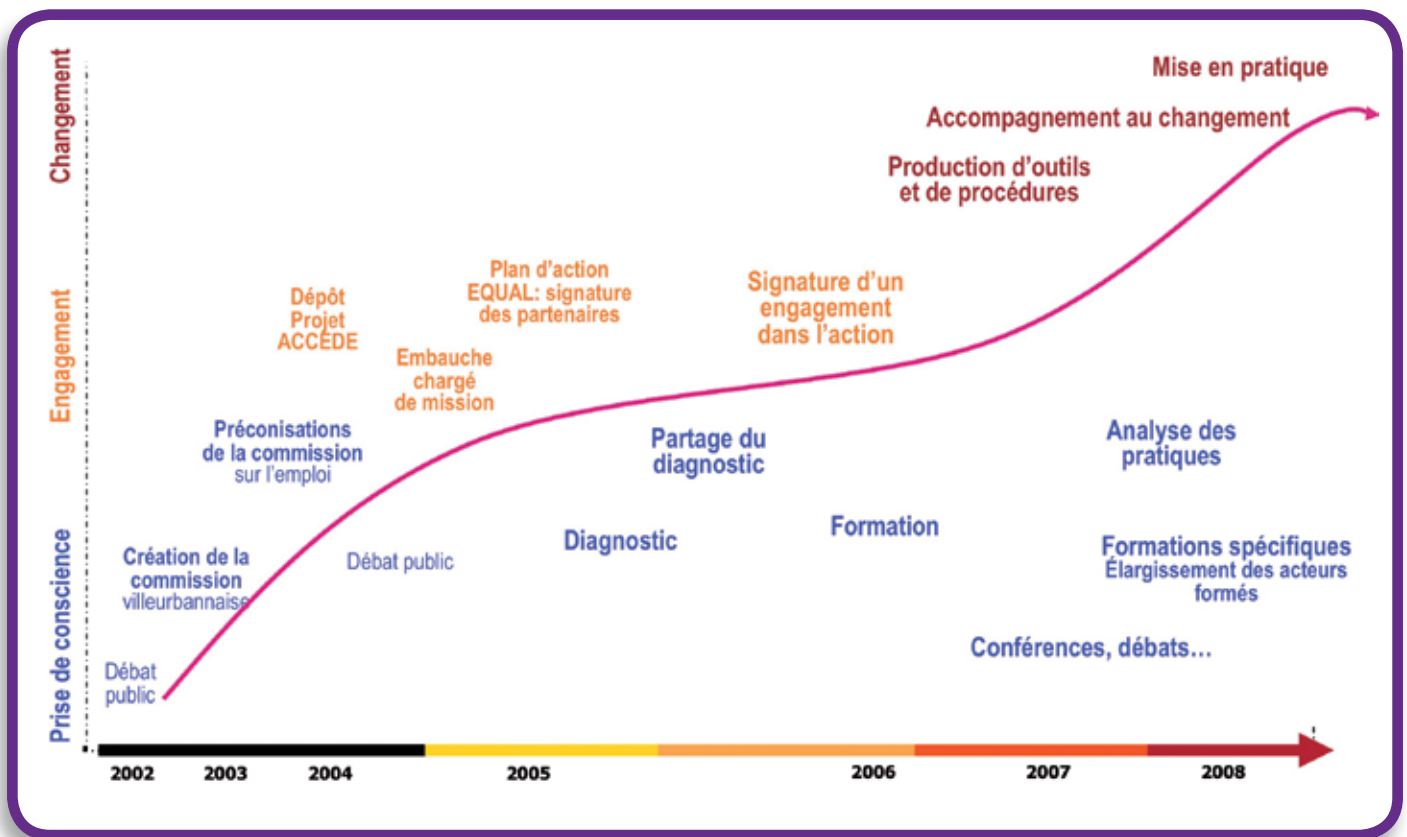 Changement
Engagement
Prise de conscience
Mise en pratique
Accompagnement au changement
Production d’outils
et de procédures
Plan d’action
EQUAL: signature
des partenaires
Signature d’un
engagement
dans l’action
Dépôt
Projet
ACCÈDE
Embauche
chargé
de mission
Préconisations
de la commission
sur l’emploi
Partage du
diagnostic
Analyse des
pratiques
Création de la
commission
villeurbannaise
Débat public
Diagnostic
Formation
Formations spécifiques
Élargissement des acteurs
formés
Conférences, débats...
Débat
public
2002 2003 2004 2005 2006 2007 2008